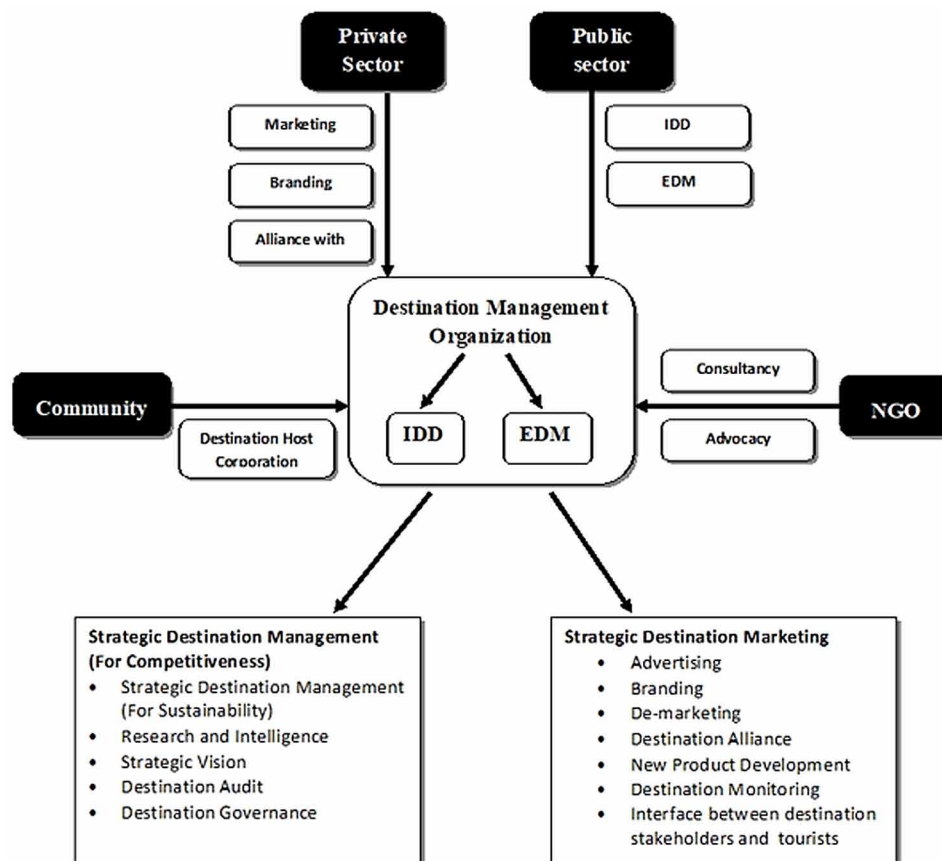 Private
Sector
Public
sector
Marketing
Branding
Alliance with
IDD
EDM
Destination Management
Organization
IDD
EDM
Community
Destination Host
Corporation
Consultancy
Advocacy
NGO
Strategic Destination Management
(For Competitiveness)
• Strategic Destination Management
(For Sustainability)
• Research and Intelligence
• Strategic Vision
• Destination Audit
• Destination Governance
Strategic Destination Marketing
• Advertising
• Branding
• De-marketing
• Destination Alliance
• New Product Development
• Destination Monitoring
• Interface between destination
stakeholders and tourists